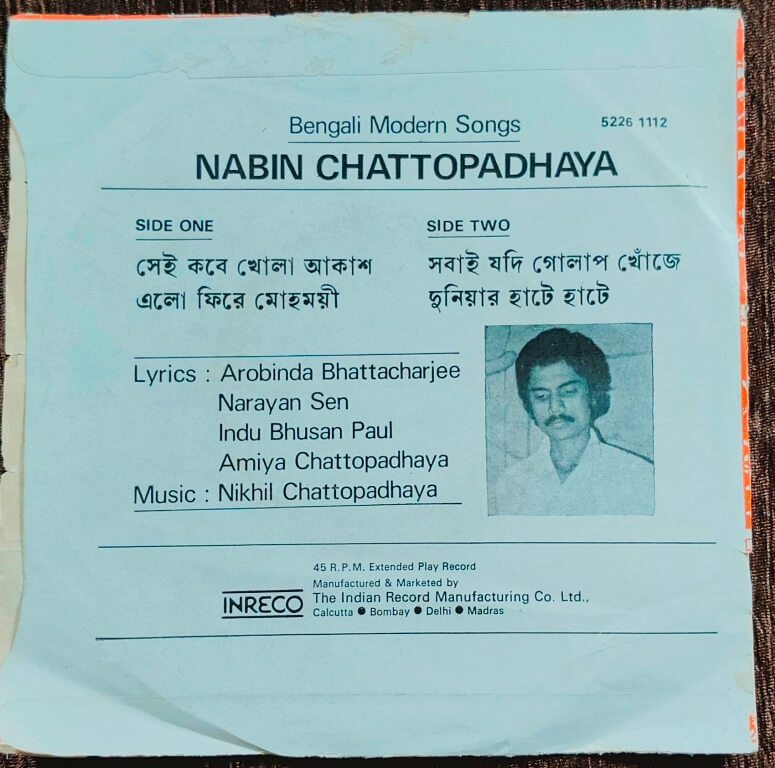 Bengali Modern Songs
5226 1112
NABIN CHATTOPADHAYA
SIDE ONE
সেই কবে খোলা আকাশ
এলো ফিরে মোহময়ী
SIDE TWO
সবাই যদি গোলাপ খোঁজে
দুনিয়ার হাটে হাটে
Lyrics : Arobinda Bhattacharjee
Narayan Sen
Indu Bhusan Paul
Amiya Chattopadhaya
Music : Nikhil Chattopadhaya
45 R.P.M. Extended Play Record
Manufactured & Marketed by
INRECO The Indian Record Manufacturing Co. Ltd.,
Calcutta ● Bombay ● Delhi ● Madras